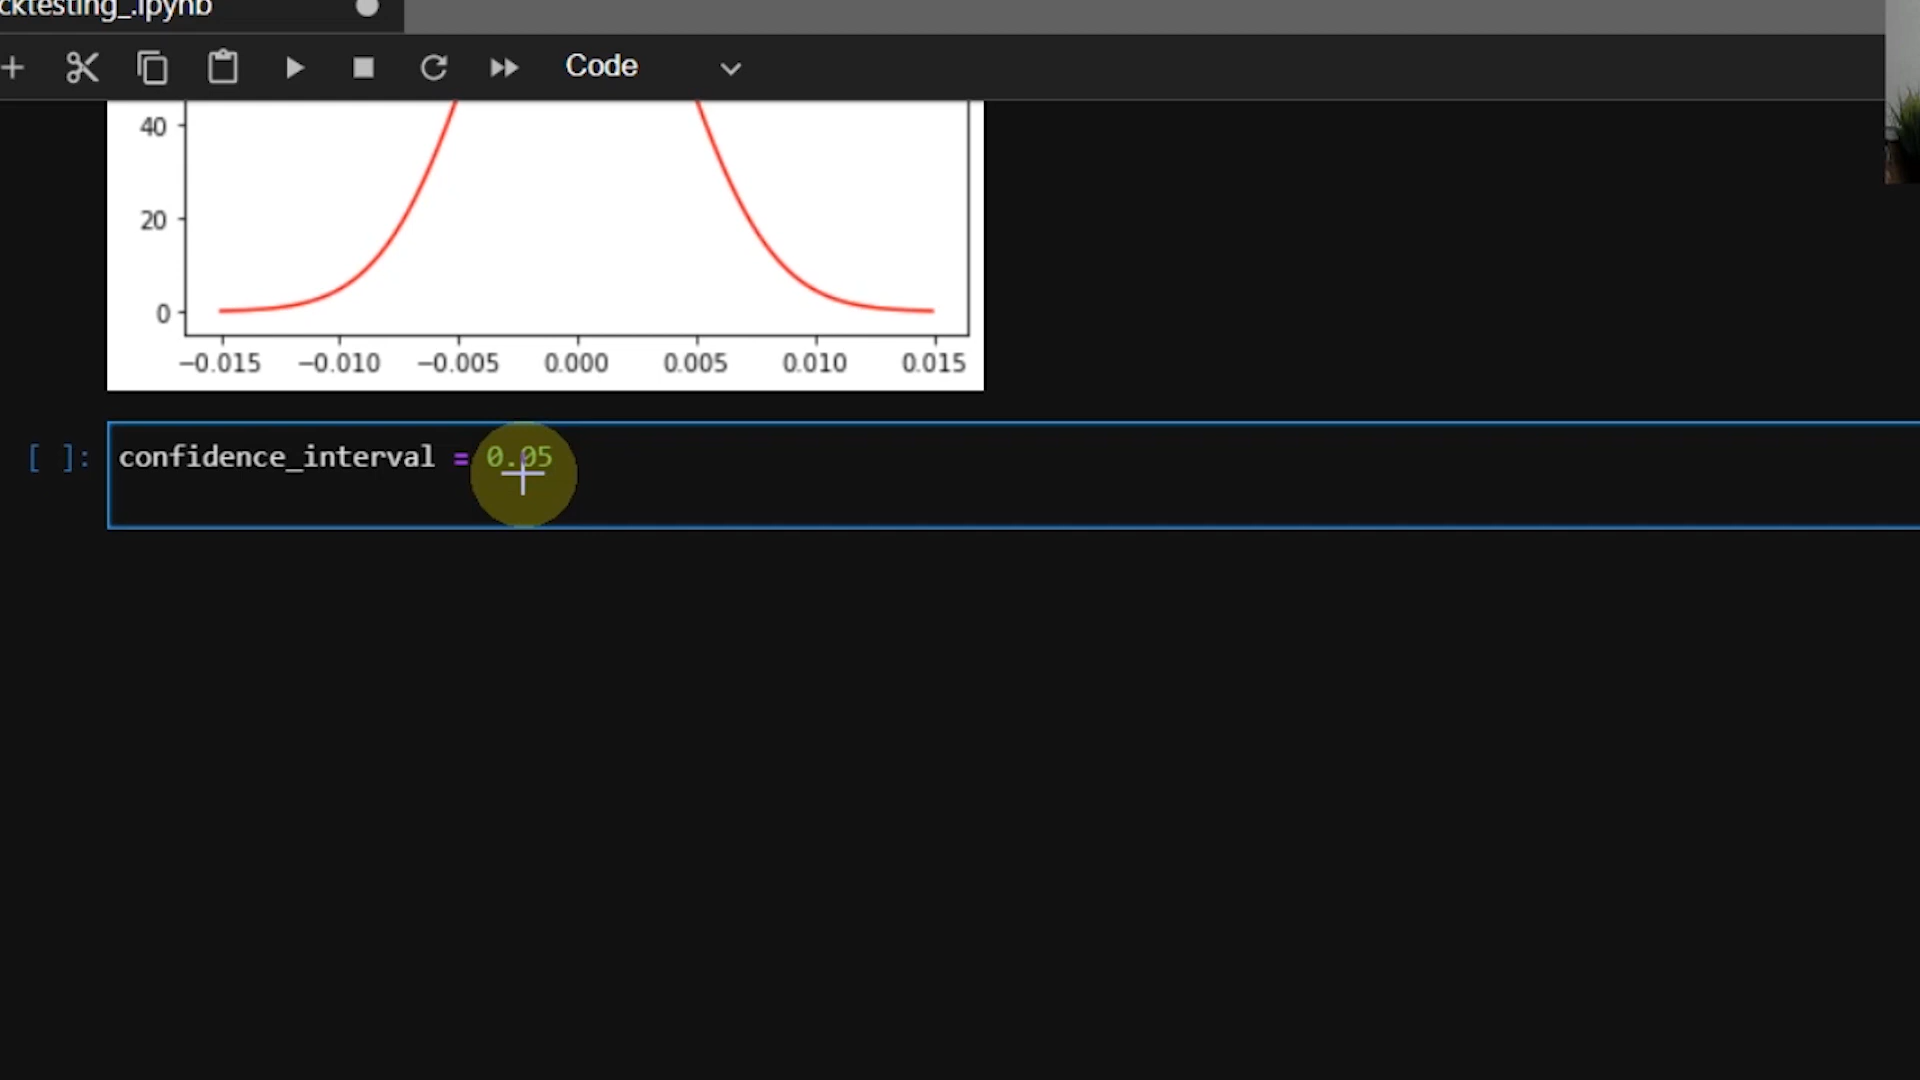 cktesting_.ipynb
Code
40
20
0
−0.015 −0.010 −0.005 0.000 0.005 0.010 0.015
[ ]: confidence_interval = 0.05